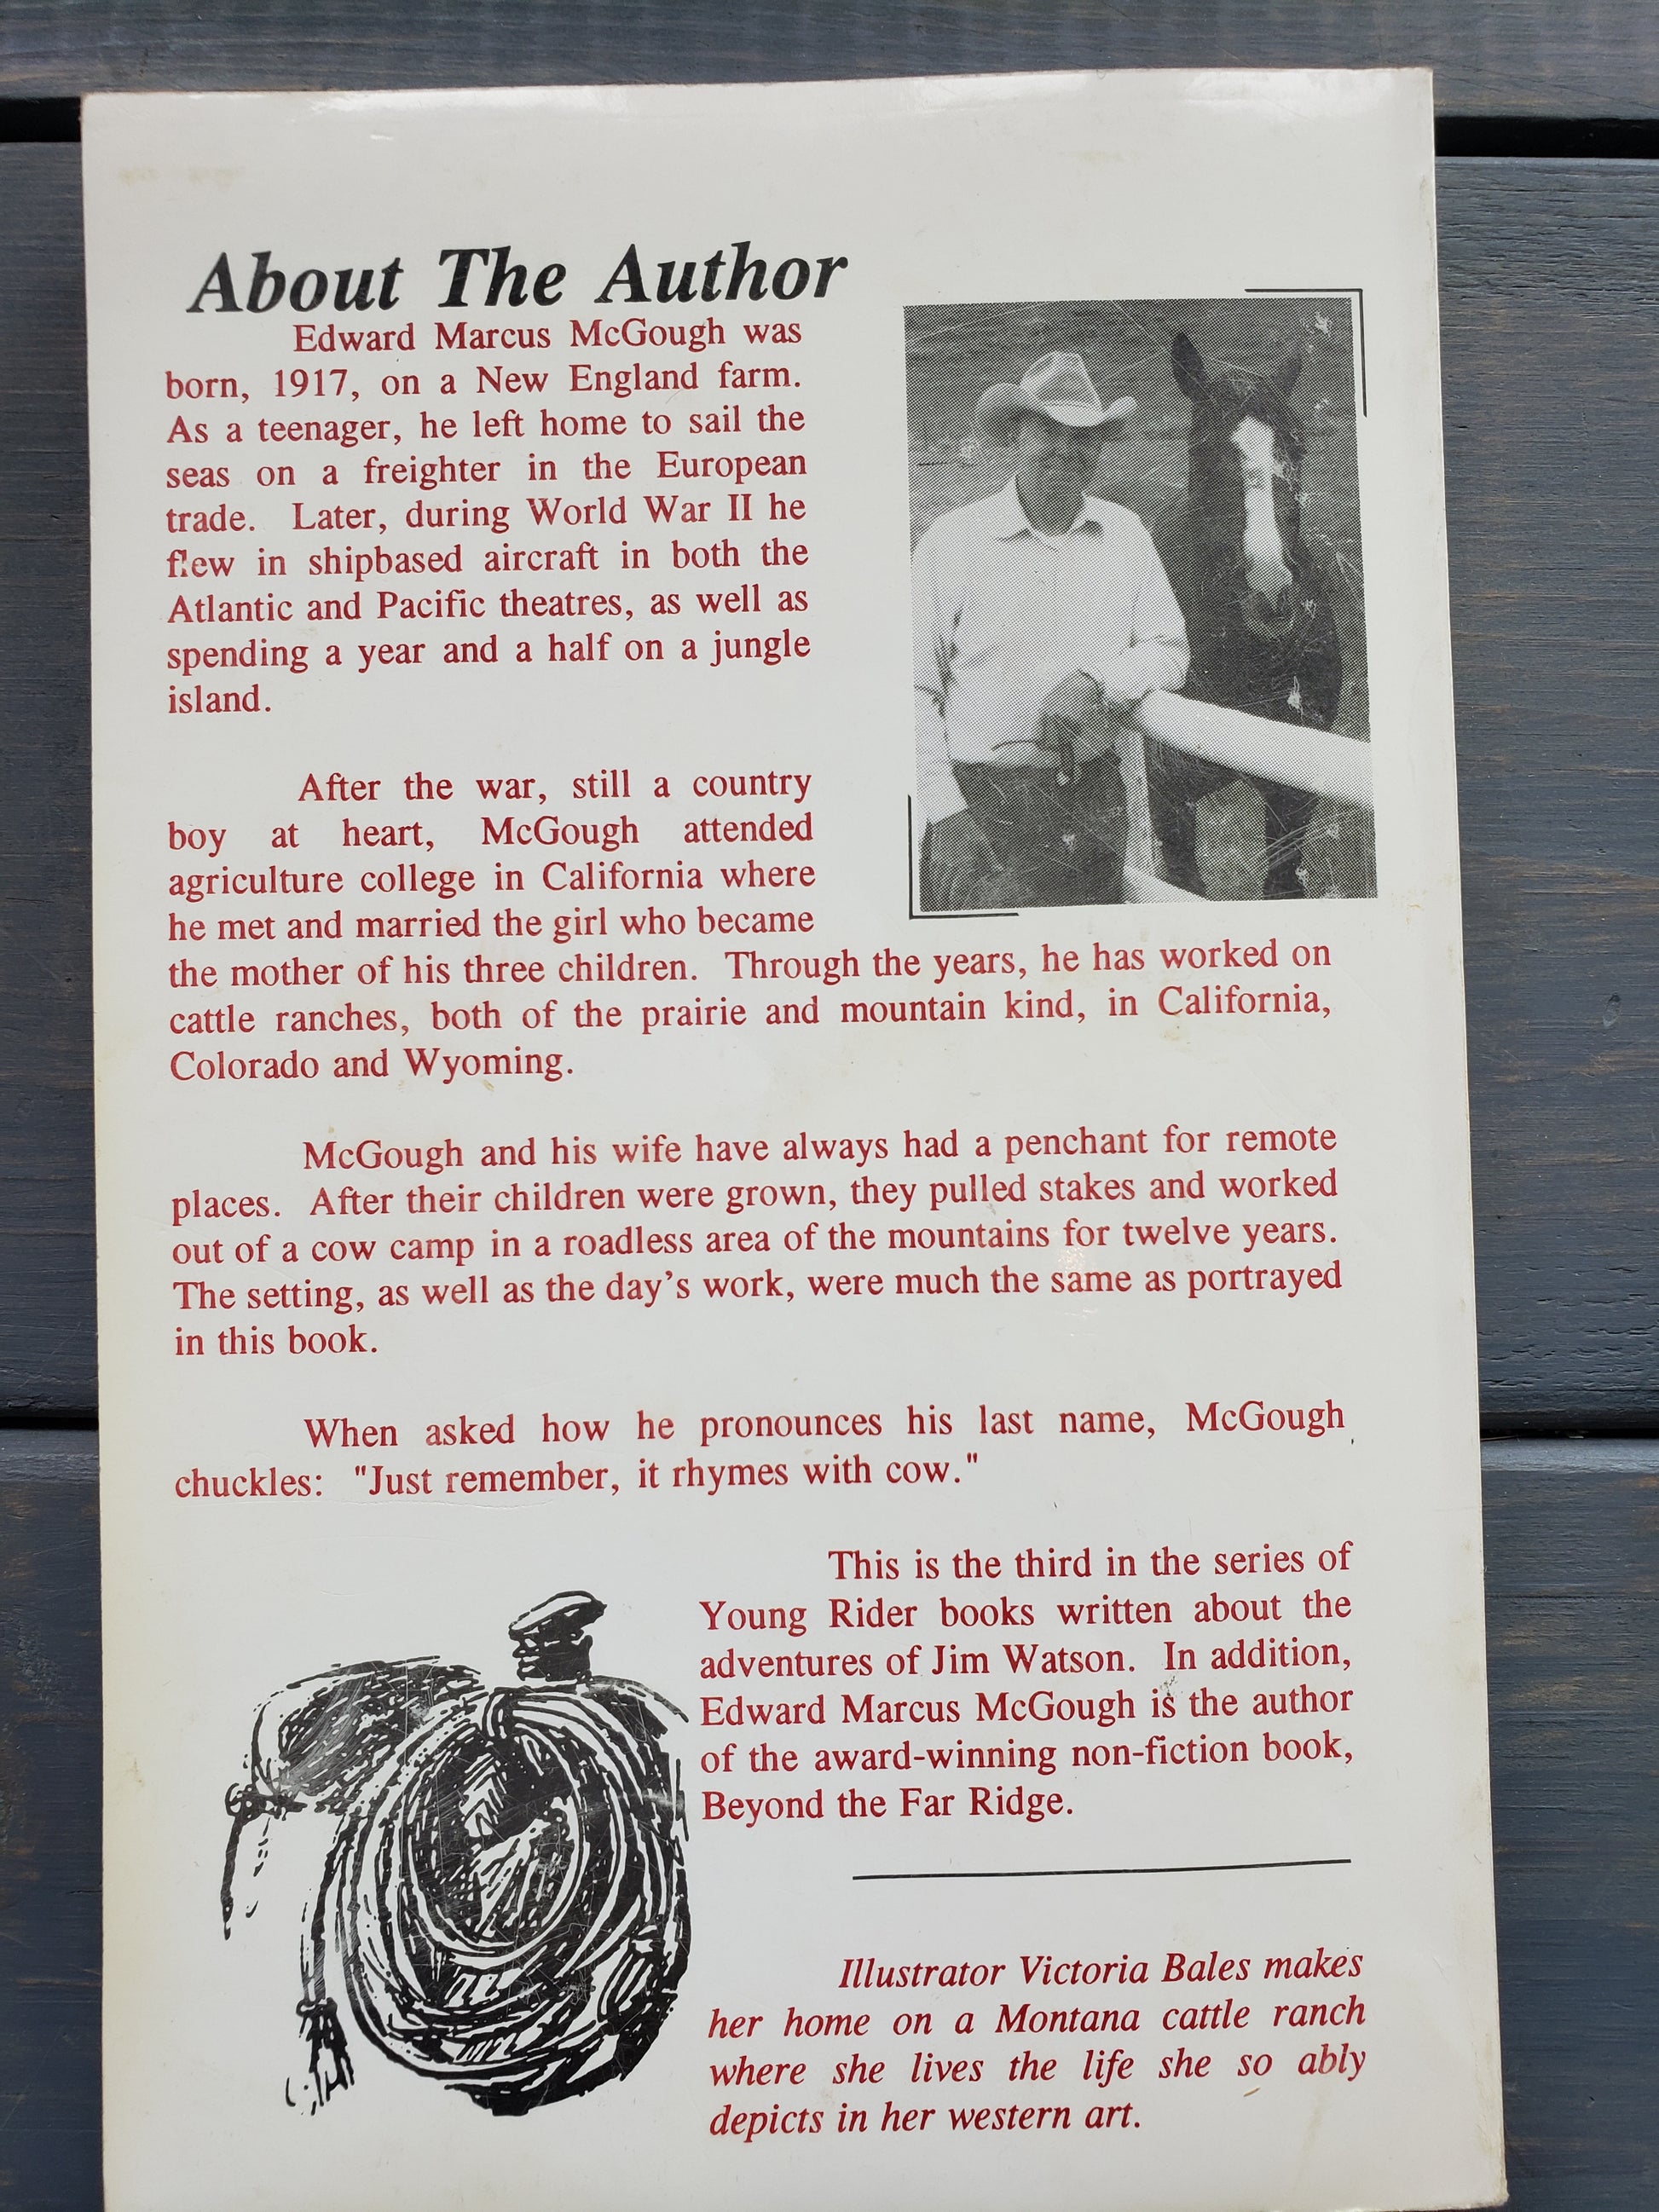 About The Author
Edward Marcus McGough was
born, 1917, on a New England farm.
As a teenager, he left home to sail the
seas on a freighter in the European
trade. Later, during World War II he
flew in shipbased aircraft in both the
Atlantic and Pacific theatres, as well as
spending a year and a half on a jungle
island.
After the war, still a country
boy at heart, McGough attended
agriculture college in California where
he met and married the girl who became
the mother of his three children. Through the years, he has worked on
cattle ranches, both of the prairie and mountain kind, in California,
Colorado and Wyoming.
McGough and his wife have always had a penchant for remote
places. After their children were grown, they pulled stakes and worked
out of a cow camp in a roadless area of the mountains for twelve years.
The setting, as well as the day's work, were much the same as portrayed
in this book.
When asked how he pronounces his last name, McGough
chuckles: "Just remember, it rhymes with cow."
This is the third in the series of
Young Rider books written about the
adventures of Jim Watson. In addition,
Edward Marcus McGough is the author
of the award-winning non-fiction book,
Beyond the Far Ridge.
Illustrator Victoria Bales makes
her home on a Montana cattle ranch
where she lives the life she so ably
depicts in her western art.